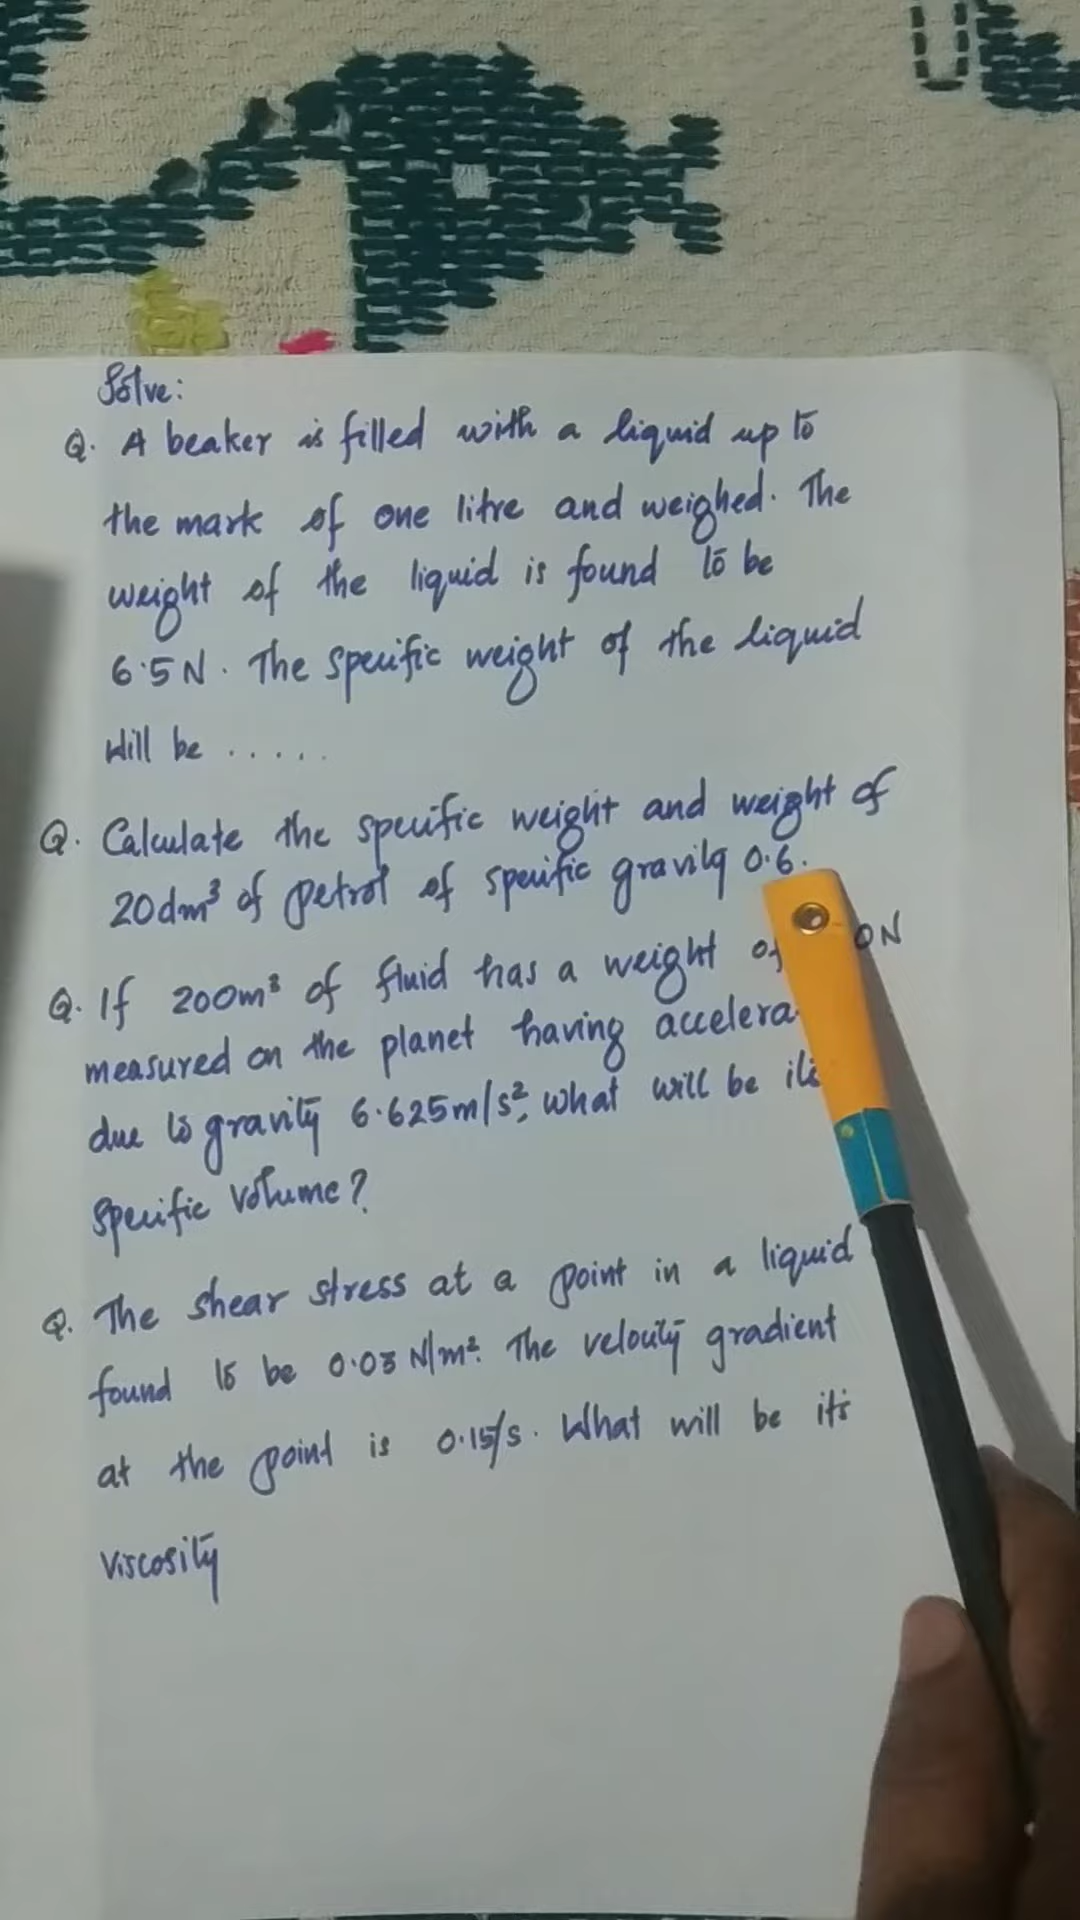 Solve:
Q. A beaker is filled with a liquid up to
the mark of one litre and weighed. The
weight of the liquid is found to be
6.5N. The specific weight of the liquid
Will be .....
Q. Calculate the specific weight and weight of
20dm³ of petrol of specific gravity 0.6.
Q. If 200m³ of fluid has a weight of
measured on the planet having
due to gravity 6.625m/s², what will be its
specific volume?
Q. The shear stress at a point in a liquid
found to be 0.03 N/m². The velocity gradient
at the point is 0.15/s. What will be its
Viscosity